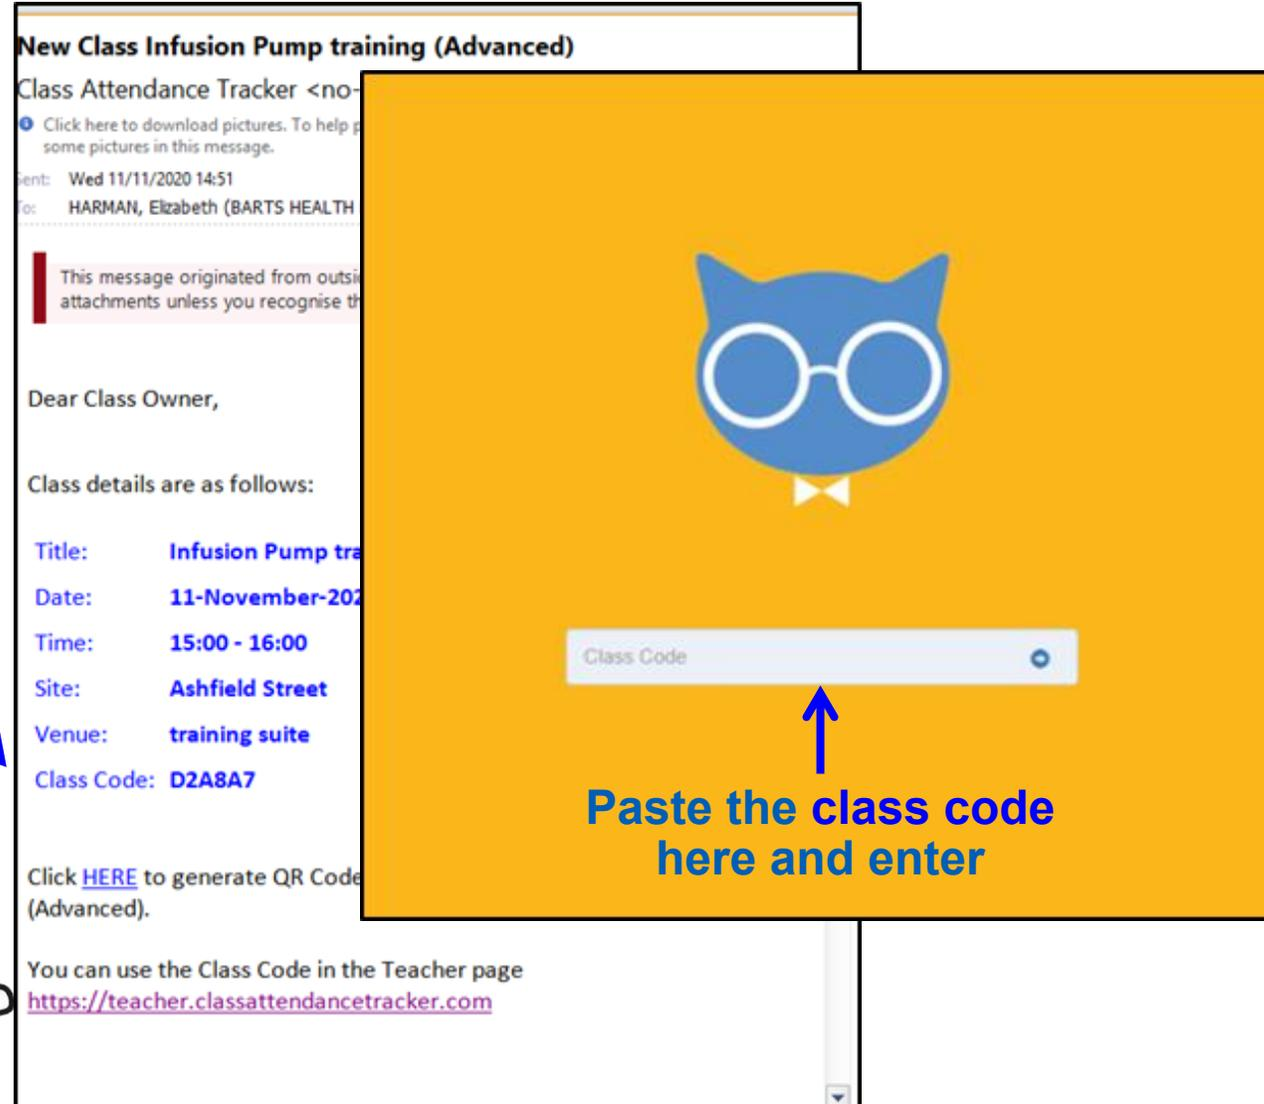 New Class Infusion Pump training (Advanced)
Class Attendance Tracker <no-
Click here to download pictures. To help p
some pictures in this message.
Sent: Wed 11/11/2020 14:51
To: HARMAN, Elizabeth (BARTS HEALTH
This message originated from outsi
attachments unless you recognise th
Dear Class Owner,
Class details are as follows:
Title: Infusion Pump tra
Date: 11-November-202
Time: 15:00 - 16:00
Site: Ashfield Street
Venue: training suite
Class Code: D2A8A7
Click HERE to generate QR Code
(Advanced).
You can use the Class Code in the Teacher page
https://teacher.classattendancetracker.com
Class Code
Paste the class code
here and enter